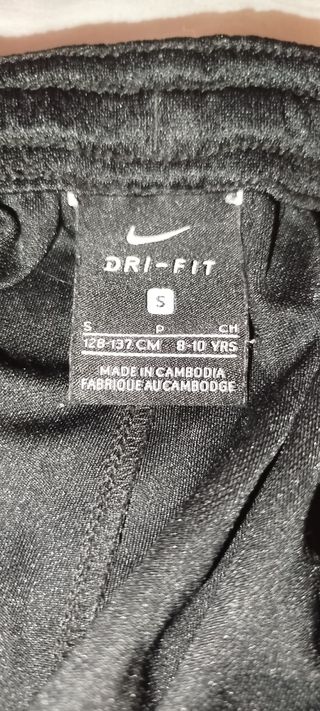 DRI-FIT
S
S P CH
128-137 CM 8-10 YRS
MADE IN CAMBODIA
FABRIQUE AU CAMBODGE